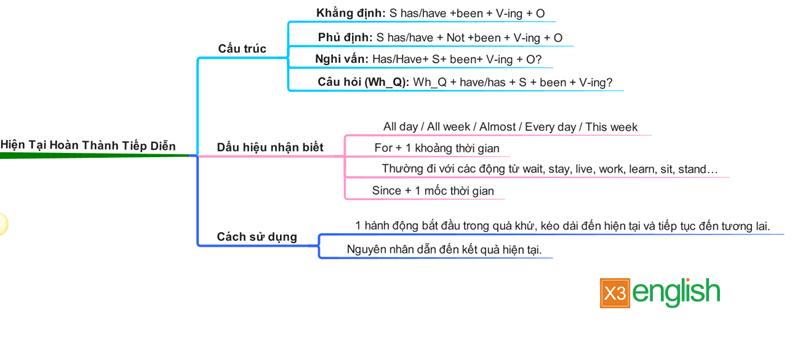 Hiện Tại Hoàn Thành Tiếp Diễn
Cấu trúc
Khẳng định: S has/have +been + V-ing + O
Phủ định: S has/have + Not +been + V-ing + O
Nghi vấn: Has/Have+ S+ been+ V-ing + O?
Câu hỏi (Wh_Q): Wh_Q + have/has + S + been + V-ing?
Dấu hiệu nhận biết
All day / All week / Almost / Every day / This week
For + 1 khoảng thời gian
Thường đi với các động từ wait, stay, live, work, learn, sit, stand…
Since + 1 mốc thời gian
Cách sử dụng
1 hành động bắt đầu trong quá khứ, kéo dài đến hiện tại và tiếp tục đến tương lai.
Nguyên nhân dẫn đến kết quả hiện tại.
X3 english